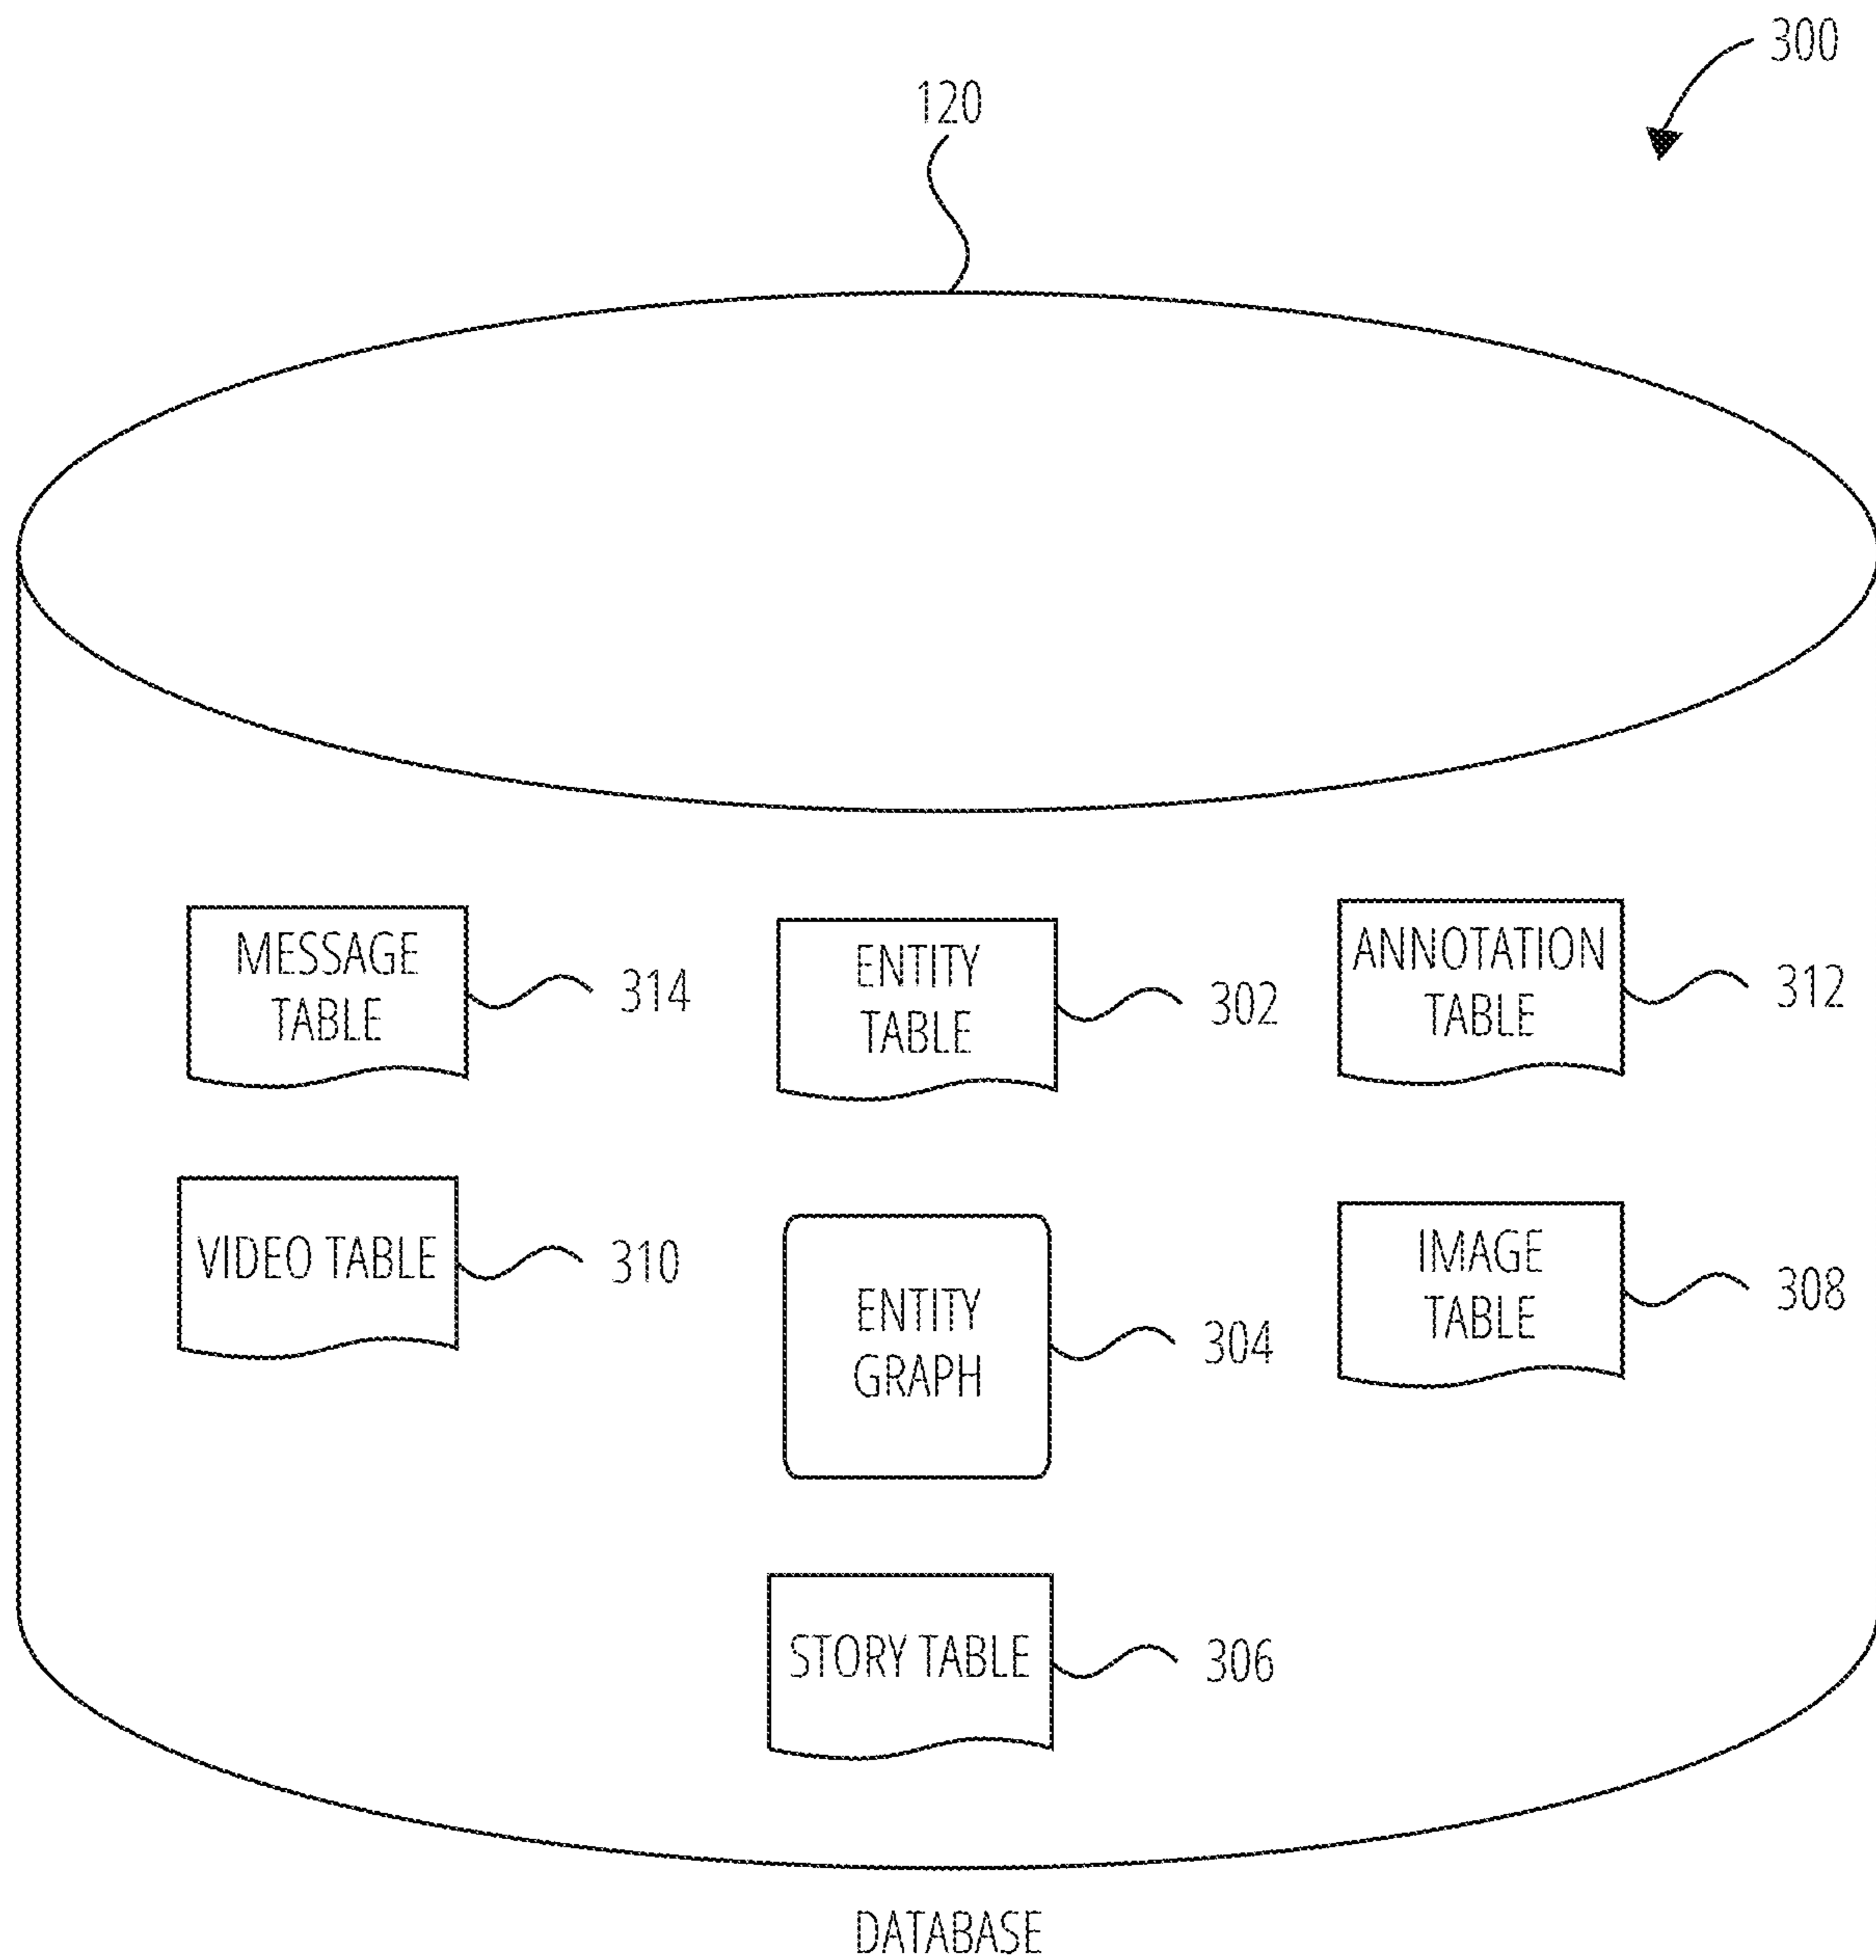 300
120
MESSAGE
TABLE
314
ENTITY
TABLE
302
ANNOTATION
TABLE
312
VIDEO TABLE
310
ENTITY
GRAPH
304
IMAGE
TABLE
308
STORY TABLE
306
DATABASE